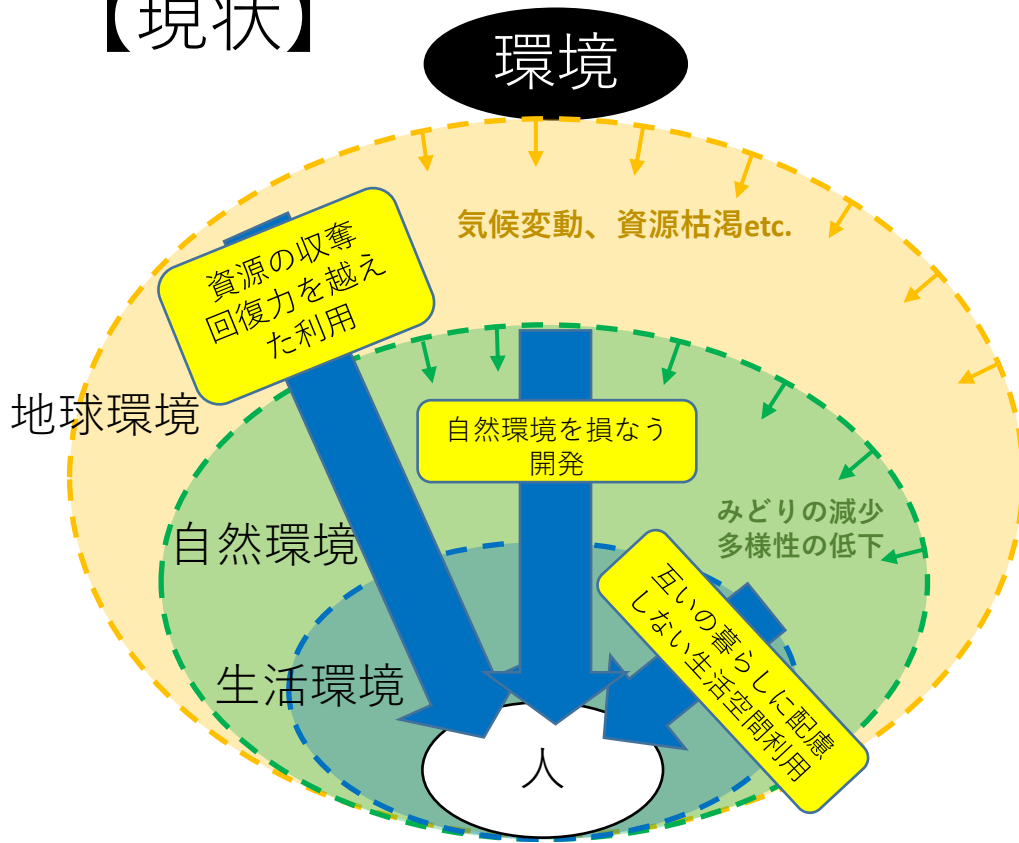 【現状】
環境
気候変動、資源枯渇etc.
資源の収奪
回復力を越え
た利用
地球環境
自然環境を損なう
開発
みどりの減少
多様性の低下
自然環境
互いの暮らしに配慮
しない生活空間利用
生活環境
人